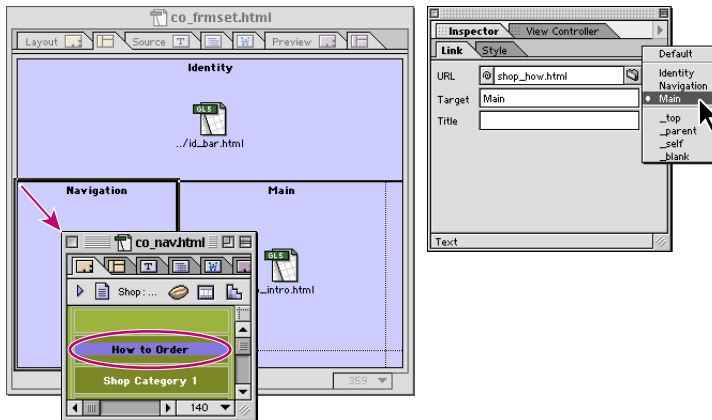 co_frmset.html
Layout
Source
Preview
Identity
GLS
../id_bar.html
Navigation
Main
GLS
_intro.html
359
co_nav.html
Shop: ...
How to Order
Shop Category 1
140
Inspector
View Controller
Link
Style
URL
shop_how.html
Target
Main
Title
Text
Default
Identity
Navigation
Main
_top
_parent
_self
_blank